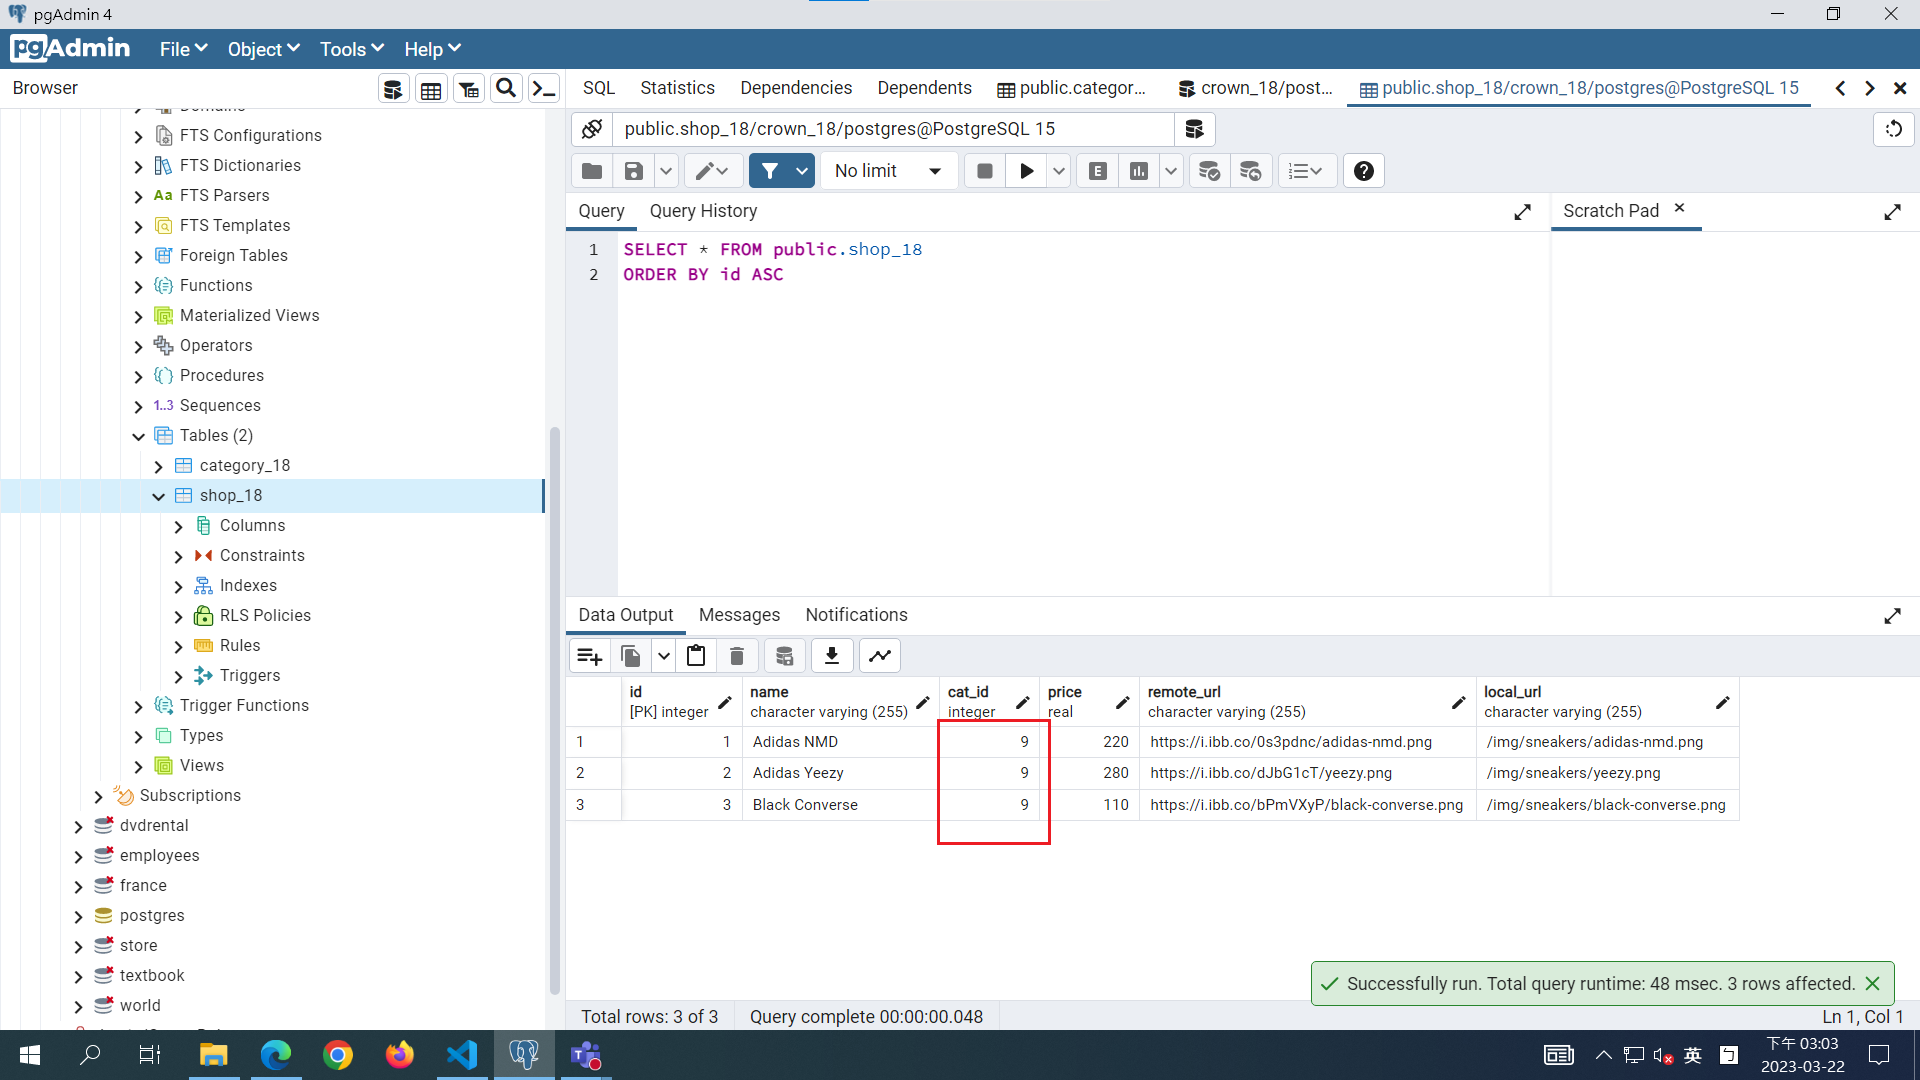 pgAdmin 4
pgAdmin File Object Tools Help
Browser
SQL Statistics Dependencies Dependents public.categor... crown_18/post... public.shop_18/crown_18/postgres@PostgreSQL 15
public.shop_18/crown_18/postgres@PostgreSQL 15
No limit
E
Query Query History
Scratch Pad
1 SELECT * FROM public.shop_18
2 ORDER BY id ASC
Domains
FTS Configurations
FTS Dictionaries
Aa FTS Parsers
FTS Templates
Foreign Tables
Functions
Materialized Views
Operators
Procedures
1..3 Sequences
Tables (2)
category_18
shop_18
Columns
Constraints
Indexes
RLS Policies
Rules
Triggers
Trigger Functions
Types
Views
Subscriptions
dvdrental
employees
france
postgres
store
textbook
world
Data Output Messages Notifications
id name cat_id price remote_url local_url
[PK] integer character varying (255) integer real character varying (255) character varying (255)
1 1 Adidas NMD 9 220 https://i.ibb.co/0s3pdnc/adidas-nmd.png /img/sneakers/adidas-nmd.png
2 2 Adidas Yeezy 9 280 https://i.ibb.co/dJbG1cT/yeezy.png /img/sneakers/yeezy.png
3 3 Black Converse 9 110 https://i.ibb.co/bPmVXyP/black-converse.png /img/sneakers/black-converse.png
Successfully run. Total query runtime: 48 msec. 3 rows affected.
Total rows: 3 of 3 Query complete 00:00:00.048 Ln 1, Col 1
英
下午 03:03
2023-03-22